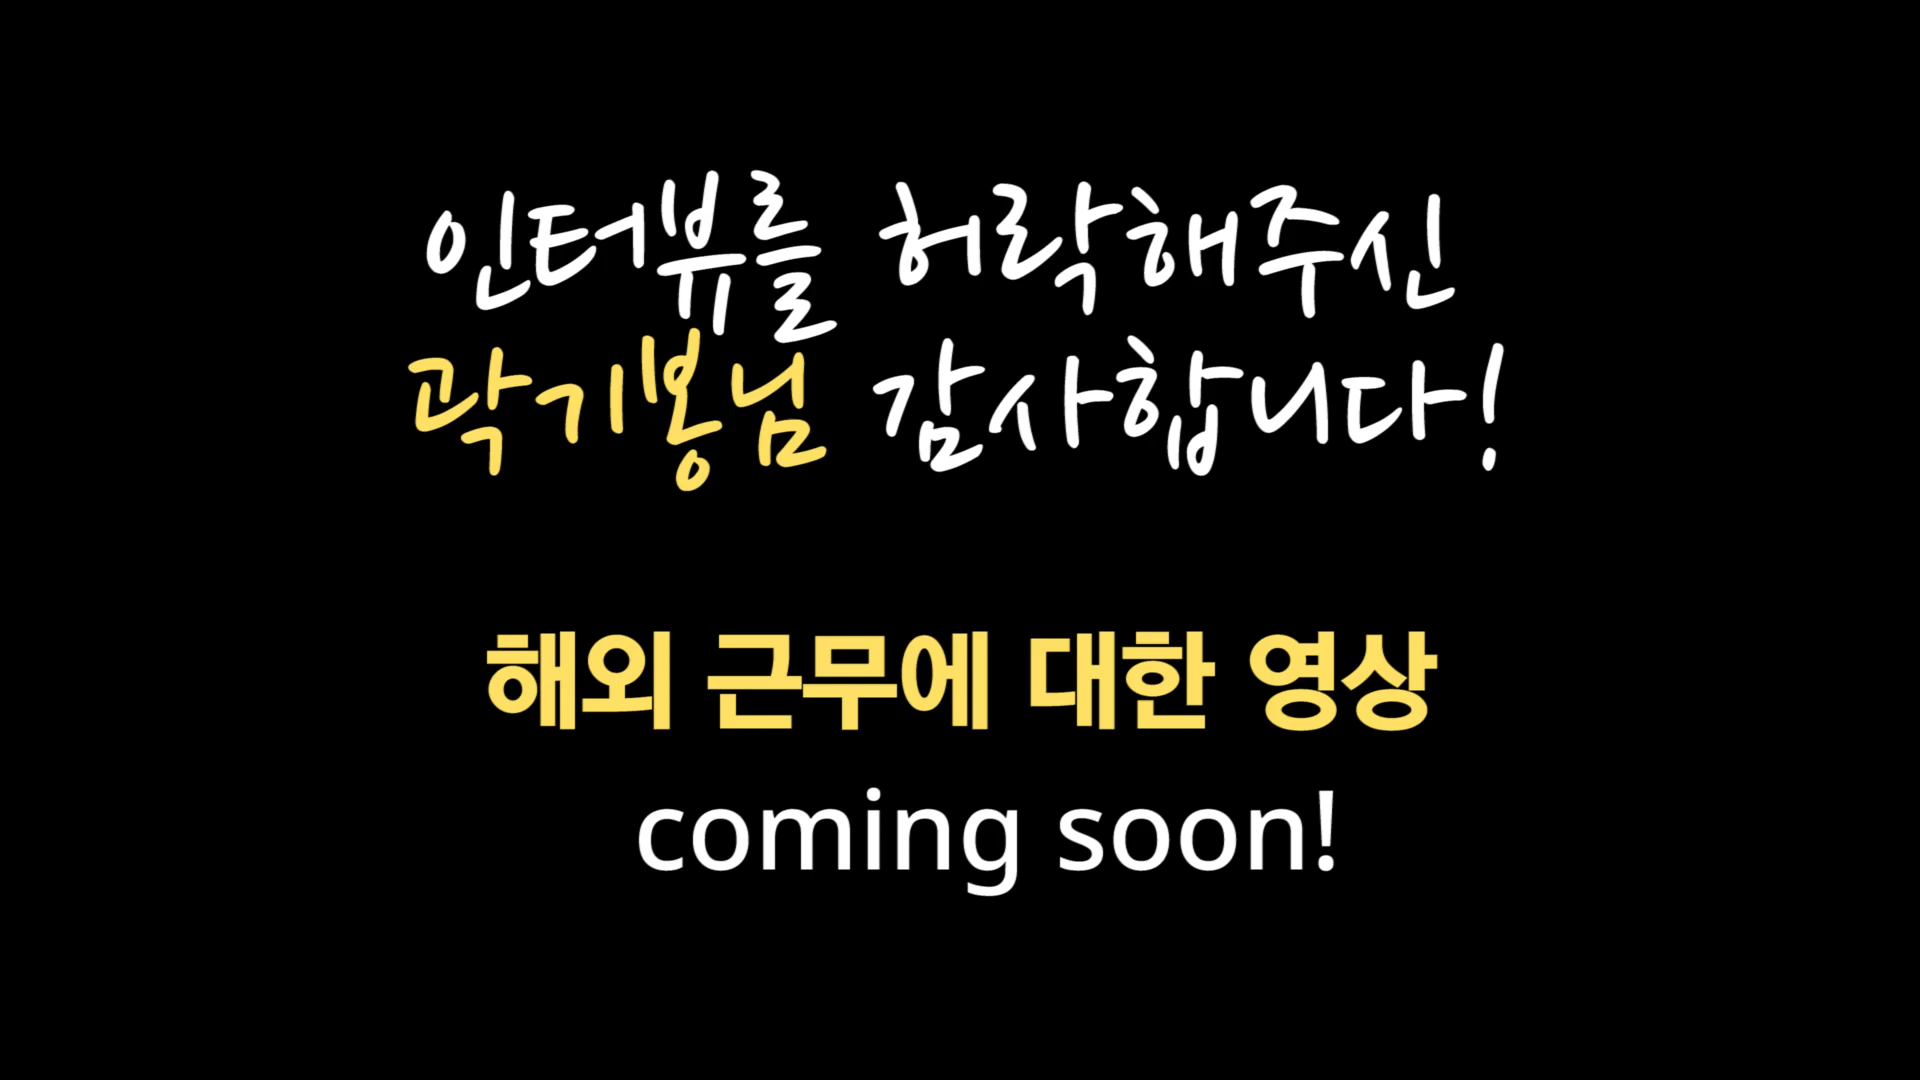 인터뷰를 허락해주신
곽기봉님 감사합니다!
해외 근무에 대한 영상
coming soon!